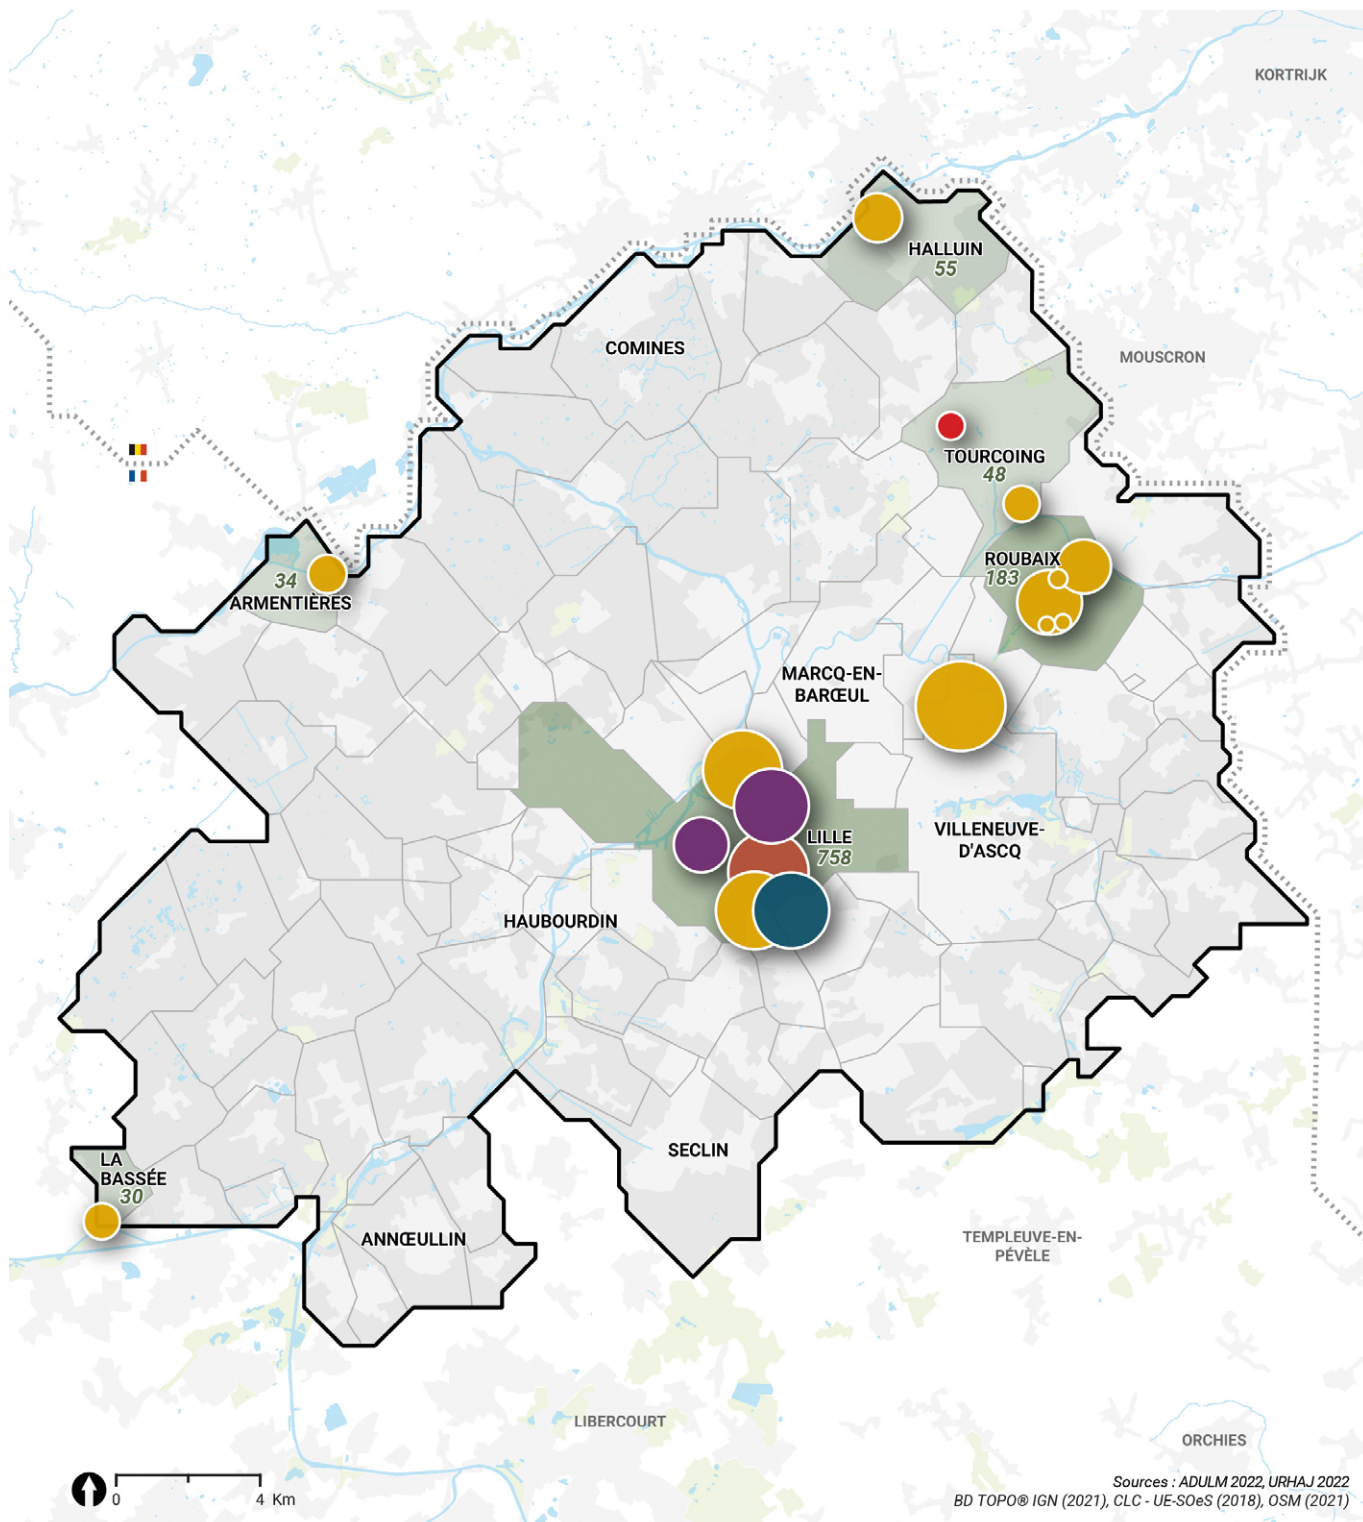 KORTRIJK
HALLUIN
55
COMINES
MOUSCRON
TOURCOING
48
ROUBAIX
183
34
ARMENTIÈRES
MARCQ-EN-
BARŒUL
LILLE
758
VILLENEUVE-
D'ASCQ
HAUBOURDIN
SECLIN
LA
BASSÉE
30
ANNŒULLIN
TEMPLEUVE-EN-
PÉVÈLE
LIBERCOURT
ORCHIES
0 4 Km
Sources : ADULM 2022, URHAJ 2022
BD TOPO® IGN (2021), CLC - UE-SOeS (2018), OSM (2021)